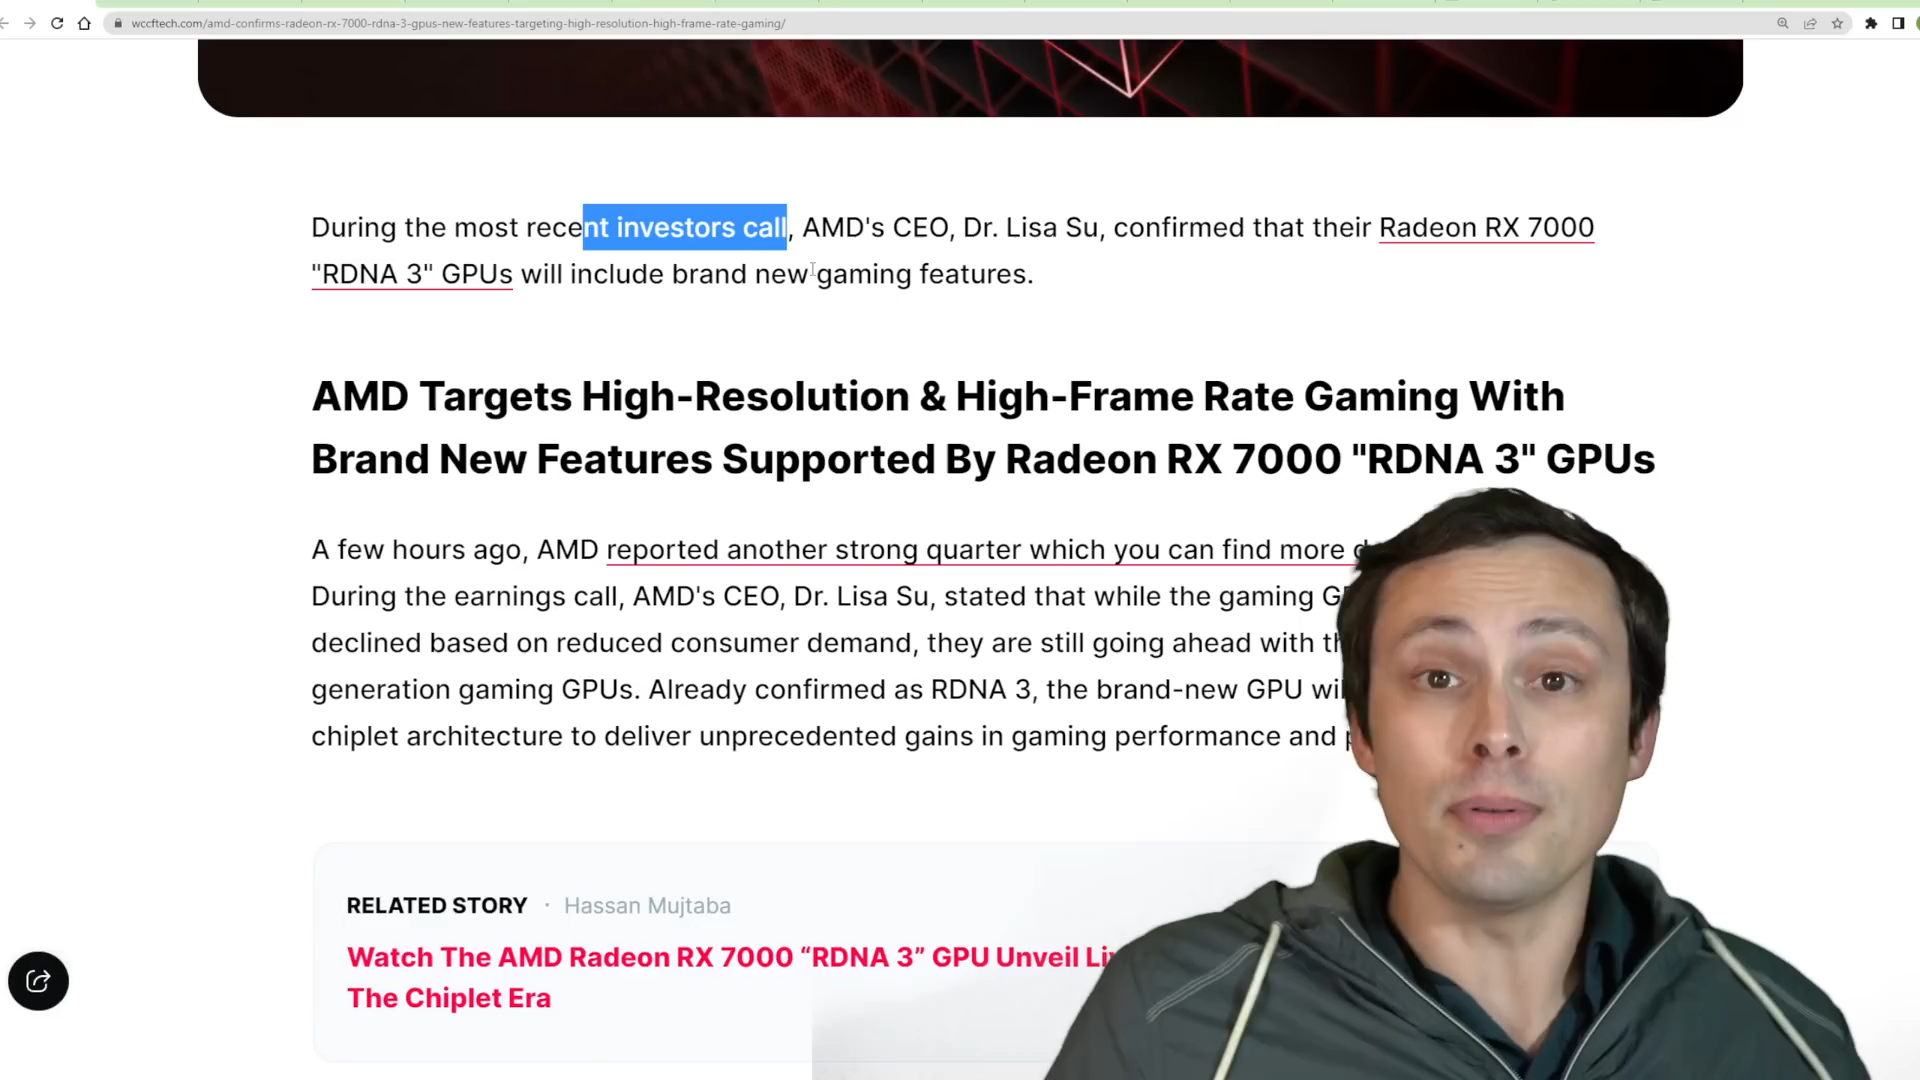 wccftech.com/amd-confirms-radeon-rx-7000-rdna-3-gpus-new-features-targeting-high-resolution-high-frame-rate-gaming/
During the most recent investors call, AMD's CEO, Dr. Lisa Su, confirmed that their Radeon RX 7000
"RDNA 3" GPUs will include brand new gaming features.
AMD Targets High-Resolution & High-Frame Rate Gaming With
Brand New Features Supported By Radeon RX 7000 "RDNA 3" GPUs
A few hours ago, AMD reported another strong quarter which you can find more
During the earnings call, AMD's CEO, Dr. Lisa Su, stated that while the gaming
declined based on reduced consumer demand, they are still going ahead with
generation gaming GPUs. Already confirmed as RDNA 3, the brand-new GPU
chiplet architecture to deliver unprecedented gains in gaming performance and
RELATED STORY · Hassan Mujtaba
Watch The AMD Radeon RX 7000 “RDNA 3” GPU Unveil
The Chiplet Era